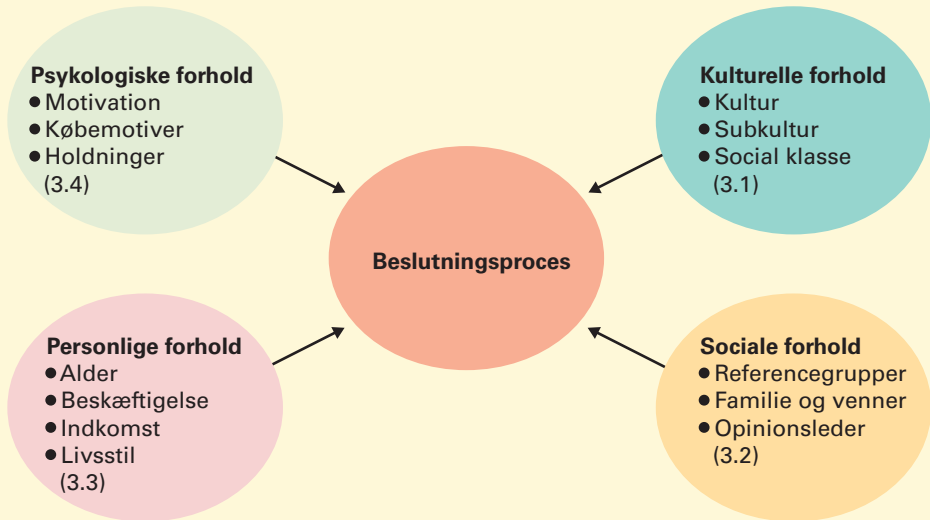 Psykologiske forhold
• Motivation
• Købemotiver
• Holdninger
(3.4)
Kulturelle forhold
• Kultur
• Subkultur
• Social klasse
(3.1)
Beslutningsproces
Personlige forhold
• Alder
• Beskæftigelse
• Indkomst
• Livsstil
(3.3)
Sociale forhold
• Referencegrupper
• Familie og venner
• Opinionsleder
(3.2)